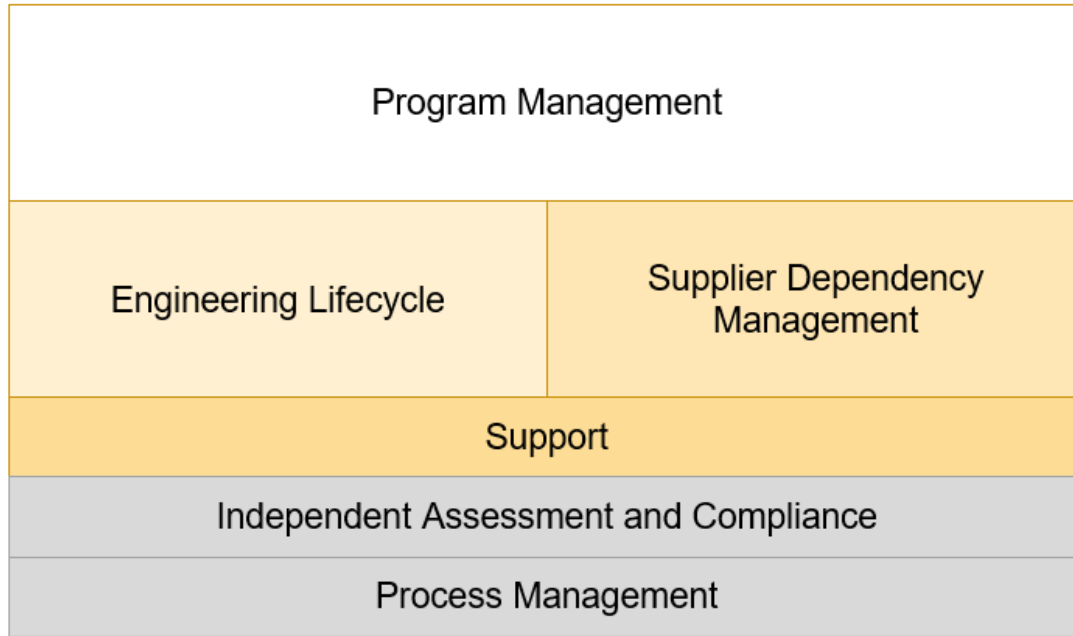 Program Management
Engineering Lifecycle
Supplier Dependency
Management
Support
Independent Assessment and Compliance
Process Management